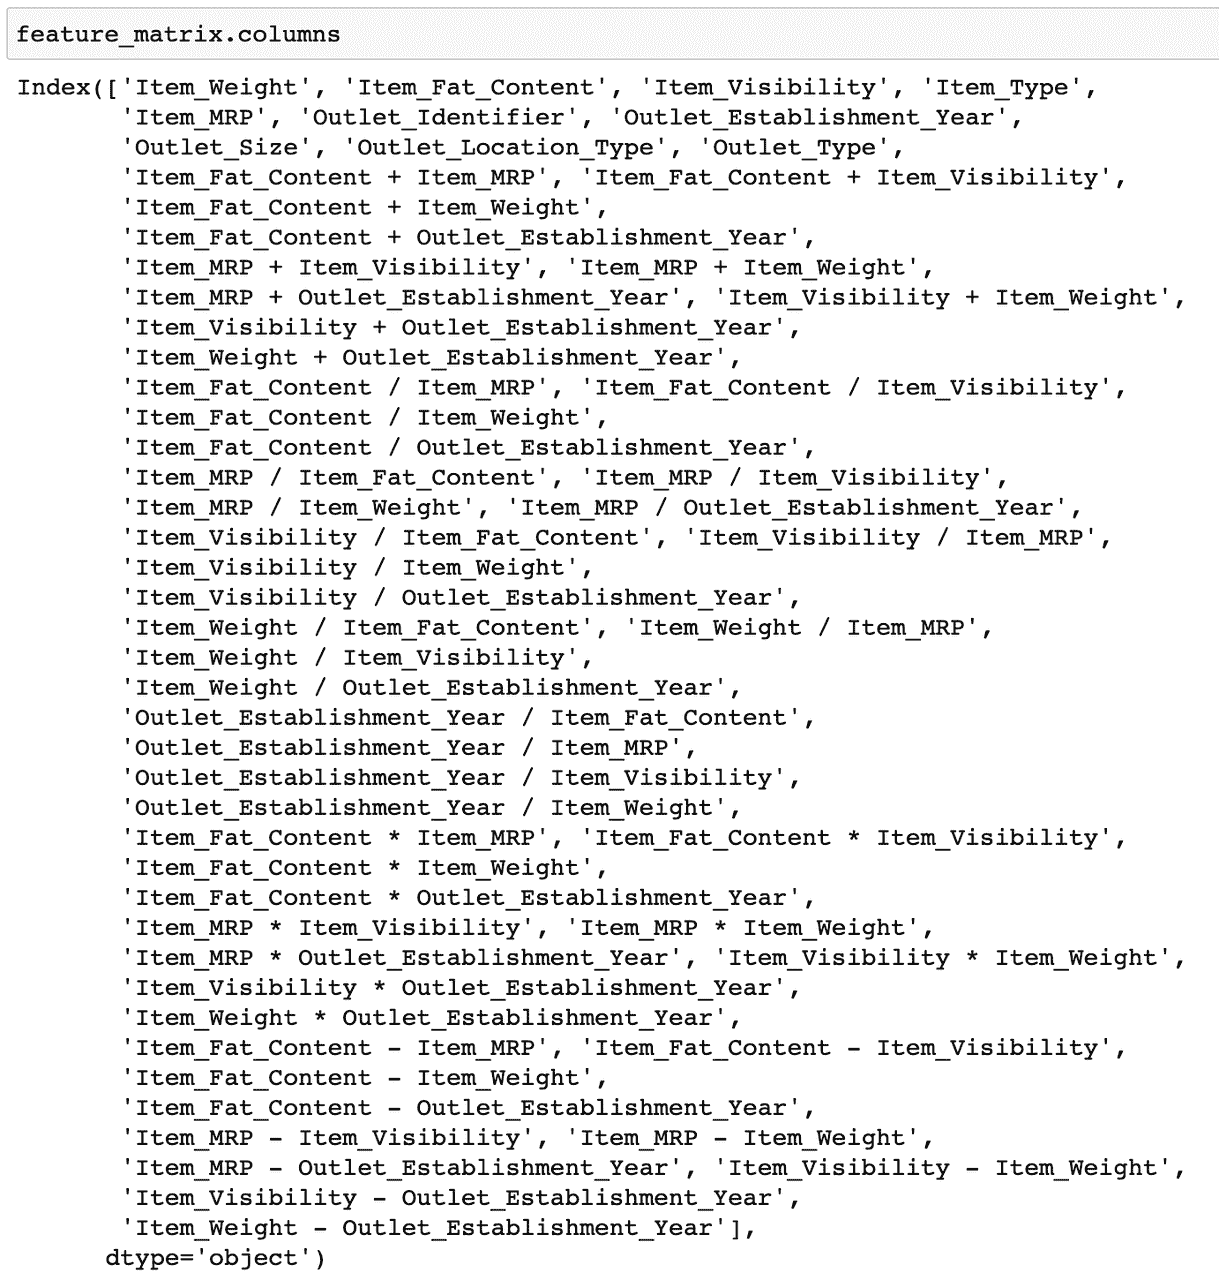 feature_matrix.columns
Index(['Item_Weight', 'Item_Fat_Content', 'Item_Visibility', 'Item_Type',
'Item_MRP', 'Outlet_Identifier', 'Outlet_Establishment_Year',
'Outlet_Size', 'Outlet_Location_Type', 'Outlet_Type',
'Item_Fat_Content + Item_MRP', 'Item_Fat_Content + Item_Visibility',
'Item_Fat_Content + Item_Weight',
'Item_Fat_Content + Outlet_Establishment_Year',
'Item_MRP + Item_Visibility', 'Item_MRP + Item_Weight',
'Item_MRP + Outlet_Establishment_Year', 'Item_Visibility + Item_Weight',
'Item_Visibility + Outlet_Establishment_Year',
'Item_Weight + Outlet_Establishment_Year',
'Item_Fat_Content / Item_MRP', 'Item_Fat_Content / Item_Visibility',
'Item_Fat_Content / Item_Weight',
'Item_Fat_Content / Outlet_Establishment_Year',
'Item_MRP / Item_Fat_Content', 'Item_MRP / Item_Visibility',
'Item_MRP / Item_Weight', 'Item_MRP / Outlet_Establishment_Year',
'Item_Visibility / Item_Fat_Content', 'Item_Visibility / Item_MRP',
'Item_Visibility / Item_Weight',
'Item_Visibility / Outlet_Establishment_Year',
'Item_Weight / Item_Fat_Content', 'Item_Weight / Item_MRP',
'Item_Weight / Item_Visibility',
'Item_Weight / Outlet_Establishment_Year',
'Outlet_Establishment_Year / Item_Fat_Content',
'Outlet_Establishment_Year / Item_MRP',
'Outlet_Establishment_Year / Item_Visibility',
'Outlet_Establishment_Year / Item_Weight',
'Item_Fat_Content * Item_MRP', 'Item_Fat_Content * Item_Visibility',
'Item_Fat_Content * Item_Weight',
'Item_Fat_Content * Outlet_Establishment_Year',
'Item_MRP * Item_Visibility', 'Item_MRP * Item_Weight',
'Item_MRP * Outlet_Establishment_Year', 'Item_Visibility * Item_Weight',
'Item_Visibility * Outlet_Establishment_Year',
'Item_Weight * Outlet_Establishment_Year',
'Item_Fat_Content - Item_MRP', 'Item_Fat_Content - Item_Visibility',
'Item_Fat_Content - Item_Weight',
'Item_Fat_Content - Outlet_Establishment_Year',
'Item_MRP - Item_Visibility', 'Item_MRP - Item_Weight',
'Item_MRP - Outlet_Establishment_Year', 'Item_Visibility - Item_Weight',
'Item_Visibility - Outlet_Establishment_Year',
'Item_Weight - Outlet_Establishment_Year'],
dtype='object')